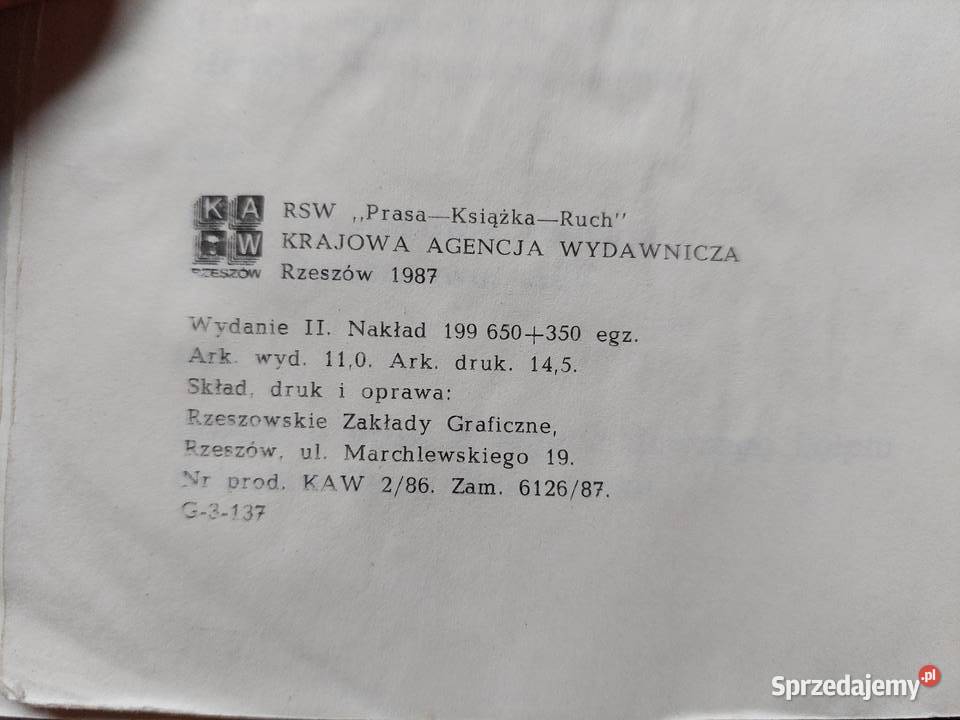 KA
W
RZESZÓW
RSW „Prasa—Książka—Ruch"
KRAJOWA AGENCJA WYDAWNICZA
Rzeszów 1987
Wydanie II. Nakład 199 650+350 egz.
Ark. wyd. 11,0. Ark. druk. 14,5.
Skład, druk i oprawa:
Rzeszowskie Zakłady Graficzne,
Rzeszów, ul. Marchlewskiego 19.
Nr prod. KAW 2/86. Zam. 6126/87.
G-3-137
Sprzedajemy.pl